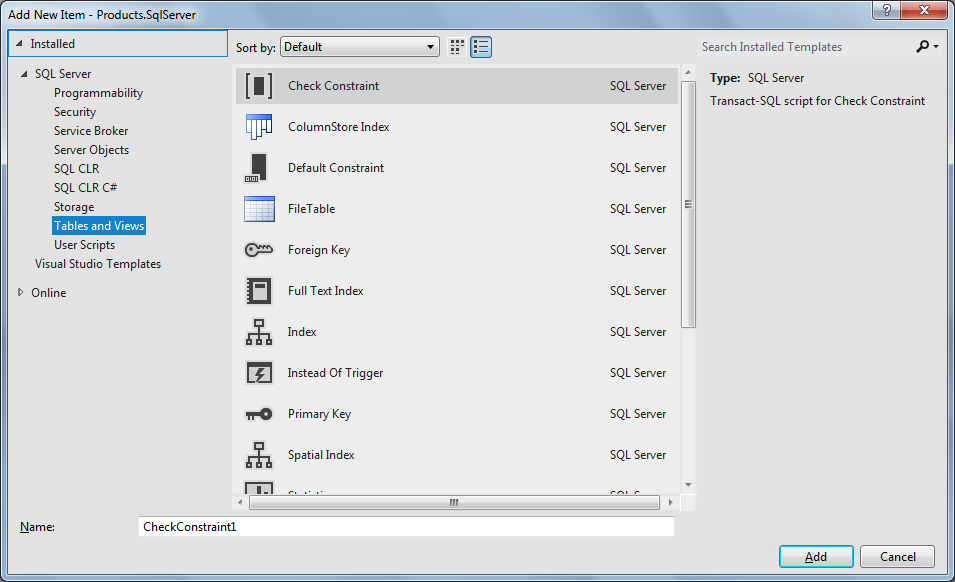 Add New Item - Products.SqlServer
Installed
SQL Server
Programmability
Security
Service Broker
Server Objects
SQL CLR
SQL CLR C#
Storage
Tables and Views
User Scripts
Visual Studio Templates
Online
Sort by: Default
Check Constraint SQL Server
ColumnStore Index SQL Server
Default Constraint SQL Server
FileTable SQL Server
Foreign Key SQL Server
Full Text Index SQL Server
Index SQL Server
Instead Of Trigger SQL Server
Primary Key SQL Server
Spatial Index SQL Server
Search Installed Templates
Type: SQL Server
Transact-SQL script for Check Constraint
Name: CheckConstraint1
Add Cancel